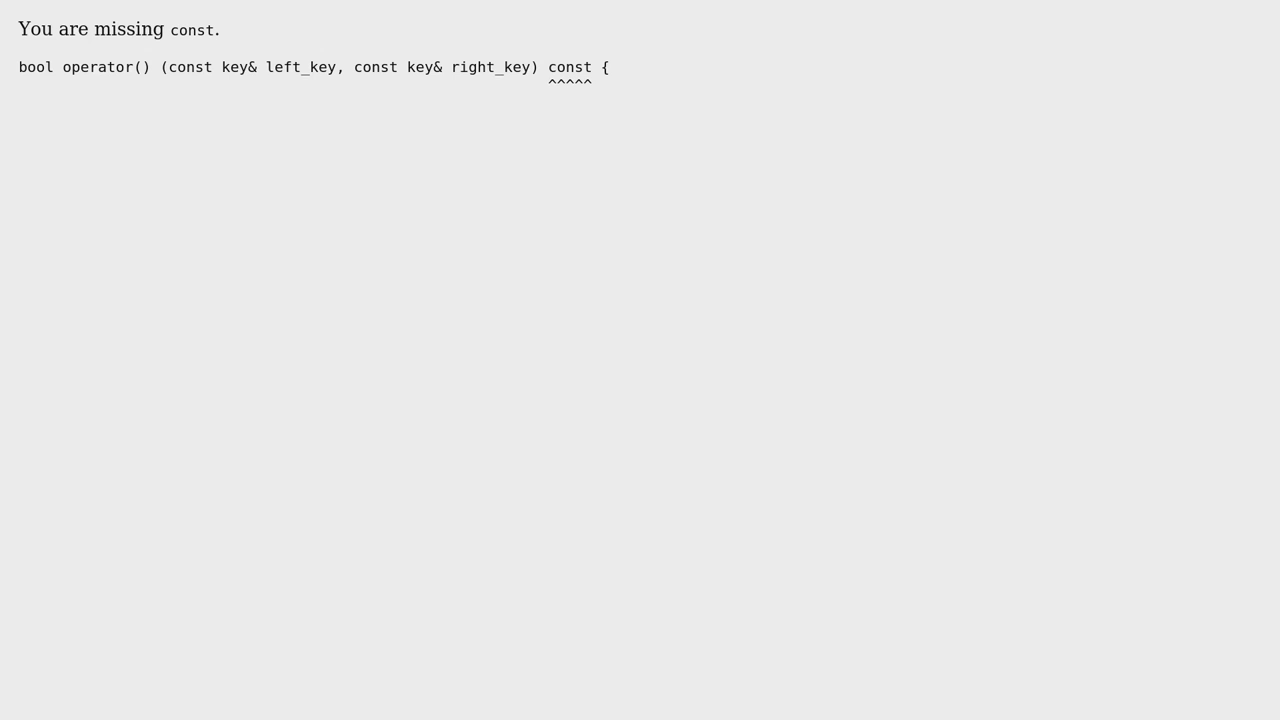 You are missing const.
bool operator() (const key& left_key, const key& right_key) const {
                                                            ^^^^^